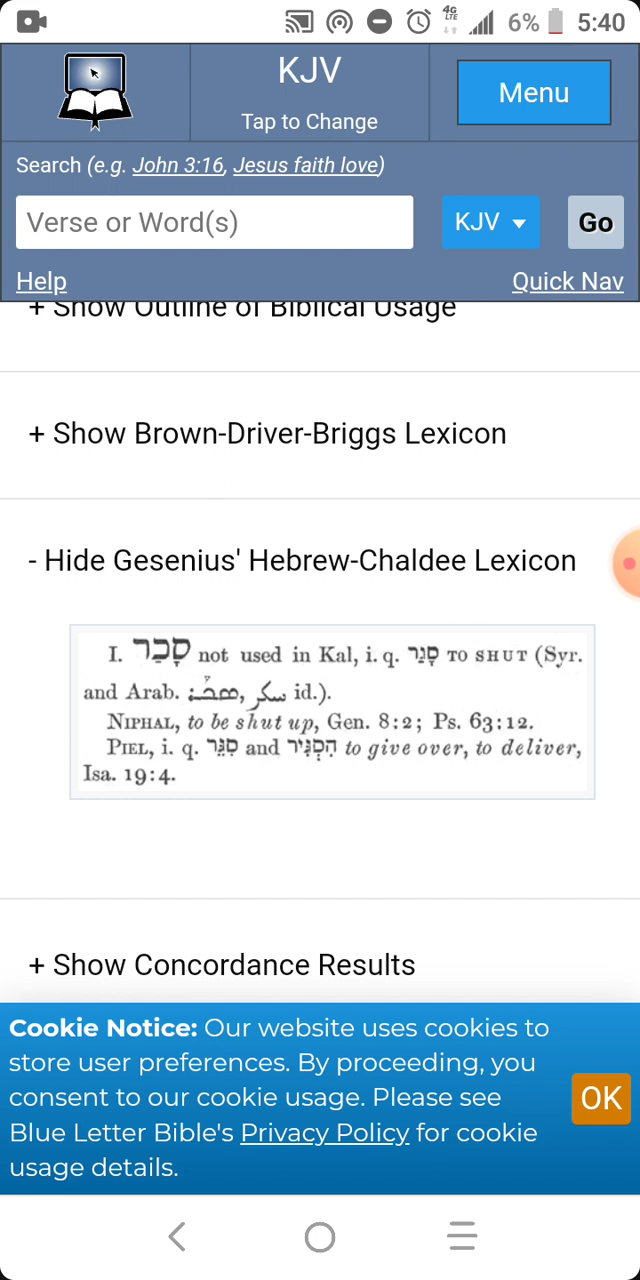 4G LTE 6% 5:40
KJV
Tap to Change
Menu
Search (e.g. John 3:16, Jesus faith love)
Verse or Word(s) KJV Go
Help Quick Nav
+ Show Outline of Biblical Usage
+ Show Brown-Driver-Briggs Lexicon
- Hide Gesenius' Hebrew-Chaldee Lexicon
I. סָכַר not used in Kal, i. q. סָגַר TO SHUT (Syr.
and Arab. سكر id.).
NIPHAL, to be shut up, Gen. 8:2; Ps. 63:12.
PIEL, i. q. סִגֵּר and הִסְגִּיר to give over, to deliver,
Isa. 19:4.
+ Show Concordance Results
Cookie Notice: Our website uses cookies to
store user preferences. By proceeding, you
consent to our cookie usage. Please see
Blue Letter Bible's Privacy Policy for cookie
usage details.
OK